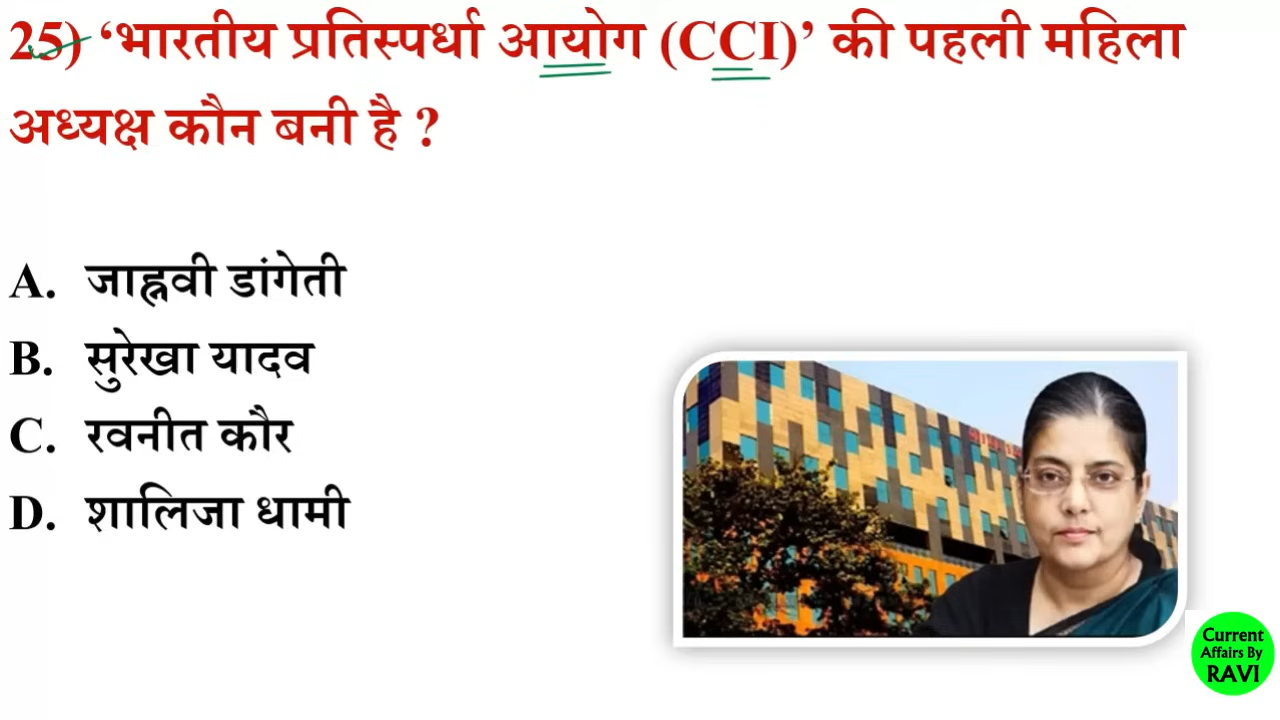 25) ‘भारतीय प्रतिस्पर्धा आयोग (CCI)’ की पहली महिला
अध्यक्ष कौन बनी है ?
A. जाह्नवी डांगेती
B. सुरेखा यादव
C. रवनीत कौर
D. शालिजा धामी
Current
Affairs By
RAVI